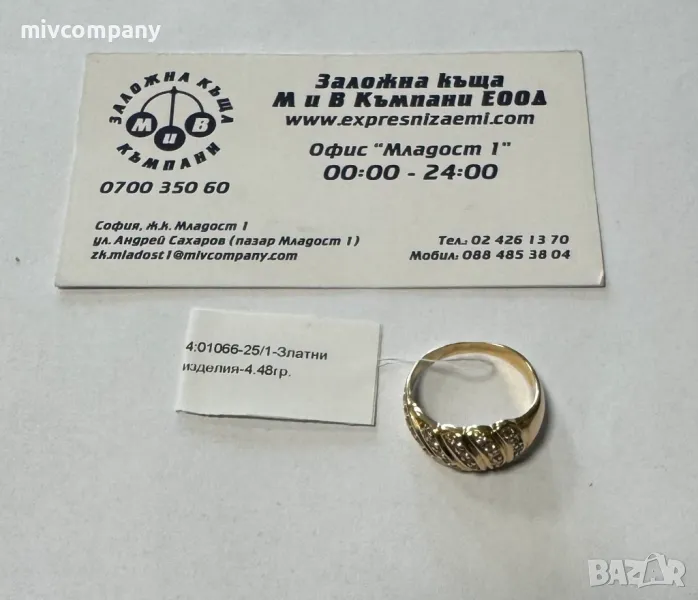 mivcompany
ЗАЛОЖНА КЪЩА
М и В
КЪМПАНИ
0700 350 60
Заложна къща
М и В Къмпани ЕООД
www.expresnizaemi.com
Офис "Младост 1"
00:00 - 24:00
София, ж.к. Младост 1
ул. Андрей Сахаров (пазар Младост 1)
zk.mladost1@mivcompany.com
Тел.: 02 426 13 70
Мобил.: 088 485 38 04
4:01066-25/1-Златни
изделия-4.48гр.
BAZAR.bg